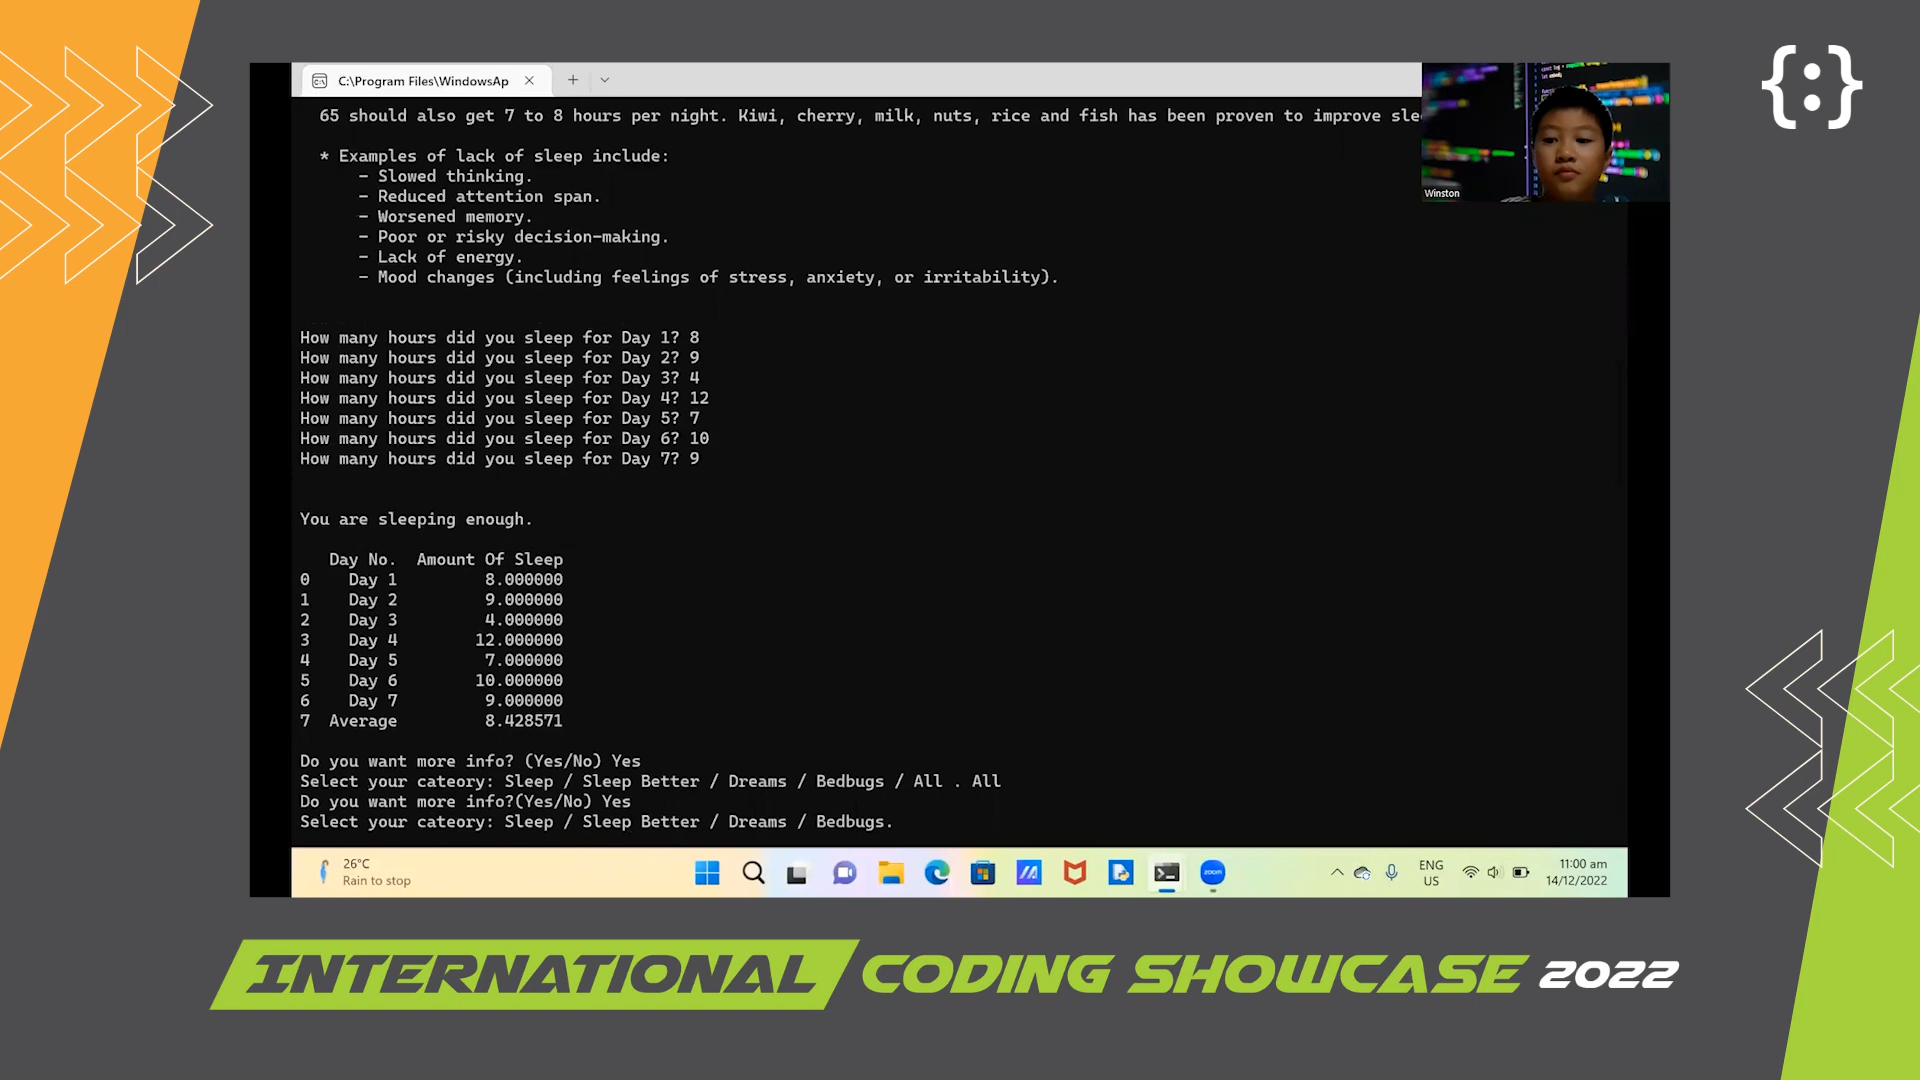 C:\Program Files\WindowsAp
65 should also get 7 to 8 hours per night. Kiwi, cherry, milk, nuts, rice and fish has been proven to improve
* Examples of lack of sleep include:
- Slowed thinking.
- Reduced attention span.
- Worsened memory.
- Poor or risky decision-making.
- Lack of energy.
- Mood changes (including feelings of stress, anxiety, or irritability).
Winston
How many hours did you sleep for Day 1? 8
How many hours did you sleep for Day 2? 9
How many hours did you sleep for Day 3? 4
How many hours did you sleep for Day 4? 12
How many hours did you sleep for Day 5? 7
How many hours did you sleep for Day 6? 10
How many hours did you sleep for Day 7? 9
You are sleeping enough.
Day No. Amount Of Sleep
0 Day 1 8.000000
1 Day 2 9.000000
2 Day 3 4.000000
3 Day 4 12.000000
4 Day 5 7.000000
5 Day 6 10.000000
6 Day 7 9.000000
7 Average 8.428571
Do you want more info? (Yes/No) Yes
Select your cateory: Sleep / Sleep Better / Dreams / Bedbugs / All . All
Do you want more info?(Yes/No) Yes
Select your cateory: Sleep / Sleep Better / Dreams / Bedbugs.
26°C
Rain to stop
zoom
ENG
US
11:00 am
14/12/2022
INTERNATIONAL CODING SHOWCASE 2022